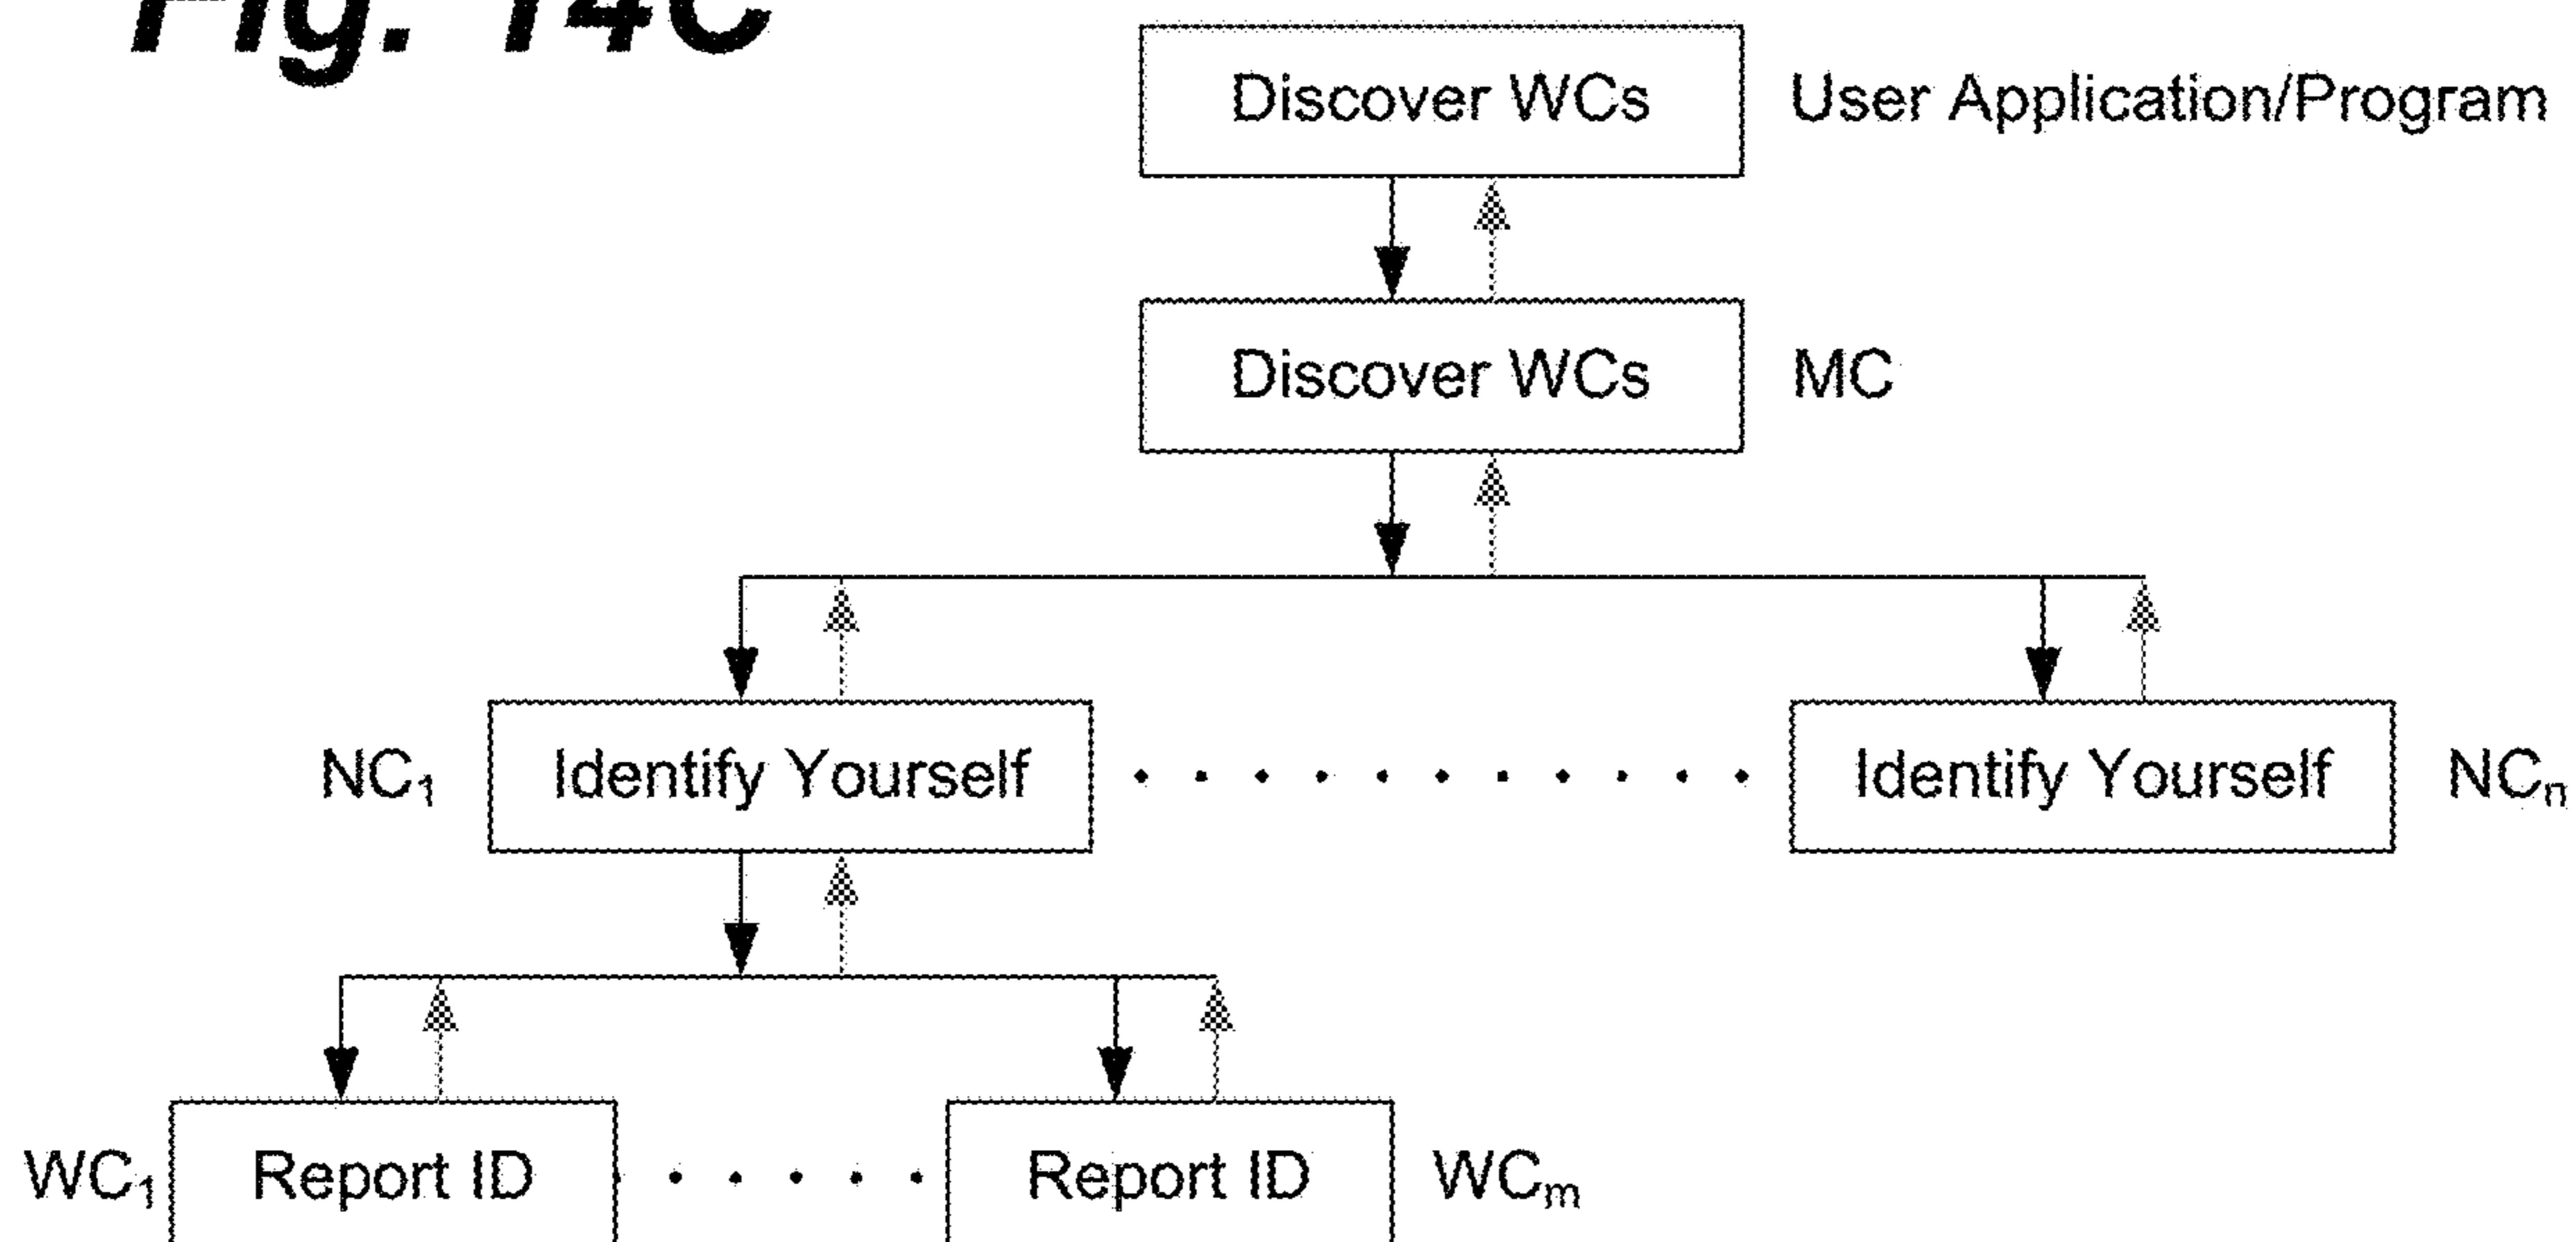 Fig. 14C
Discover WCs User Application/Program
Discover WCs MC
NC₁ Identify Yourself Identify Yourself NCₙ
WC₁ Report ID Report ID WCₘ